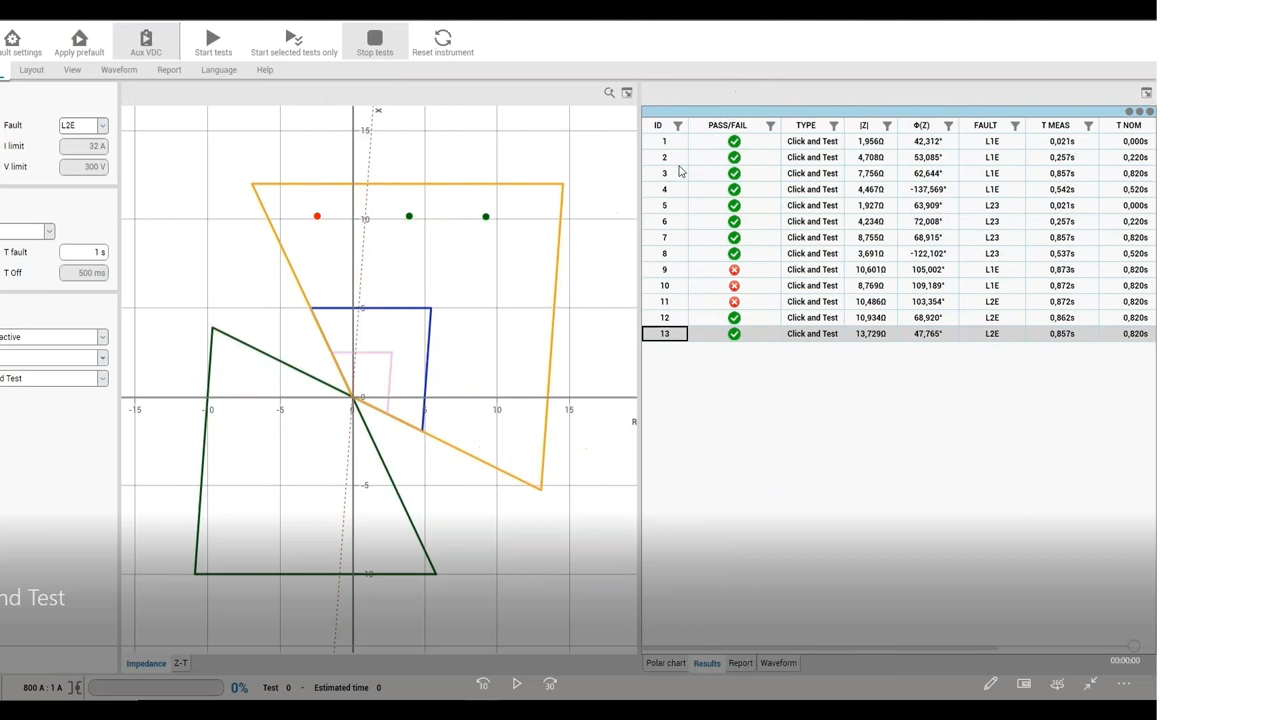 ult settings Apply prefault Aux VDC Start tests Start selected tests only Stop tests Reset instrument
Layout View Waveform Report Language Help
Fault L2E
I limit 32 A
V limit 300 V
T fault 1 s
T Off 500 ms
active
d Test
nd Test
X
15
10
5
0
-5
-10
-15 -10 -5 0 5 10 15
R
Impedance Z-T
ID PASS/FAIL TYPE |Z| Φ(Z) FAULT T MEAS T NOM
1 Click and Test 1,956Ω 42,312° L1E 0,021s 0,000s
2 Click and Test 4,708Ω 53,085° L1E 0,257s 0,220s
3 Click and Test 7,756Ω 62,644° L1E 0,857s 0,820s
4 Click and Test 4,467Ω -137,569° L1E 0,542s 0,520s
5 Click and Test 1,927Ω 63,909° L23 0,021s 0,000s
6 Click and Test 4,234Ω 72,008° L23 0,257s 0,220s
7 Click and Test 8,755Ω 68,915° L23 0,857s 0,820s
8 Click and Test 3,691Ω -122,102° L23 0,537s 0,520s
9 Click and Test 10,601Ω 105,002° L1E 0,873s 0,820s
10 Click and Test 8,769Ω 109,189° L1E 0,872s 0,820s
11 Click and Test 10,486Ω 103,354° L2E 0,872s 0,820s
12 Click and Test 10,934Ω 68,920° L2E 0,862s 0,820s
13 Click and Test 13,729Ω 47,765° L2E 0,857s 0,820s
Polar chart Results Report Waveform
00:00:00
800 A : 1 A 0% Test 0 - Estimated time 0
10 30 360